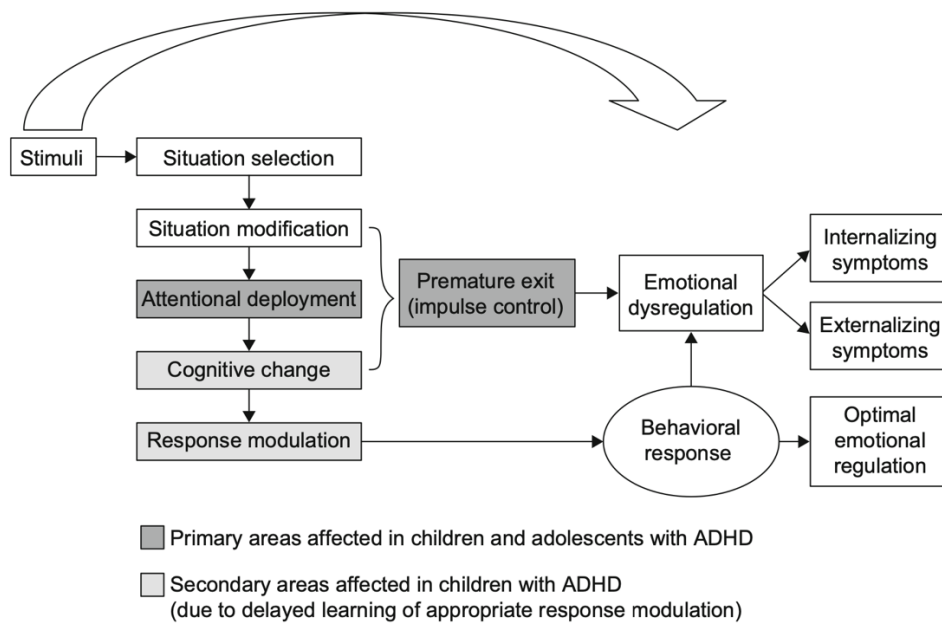 Stimuli
Situation selection
Situation modification
Attentional deployment
Cognitive change
Response modulation
Premature exit
(impulse control)
Emotional
dysregulation
Internalizing
symptoms
Externalizing
symptoms
Behavioral
response
Optimal
emotional
regulation
Primary areas affected in children and adolescents with ADHD
Secondary areas affected in children with ADHD
(due to delayed learning of appropriate response modulation)